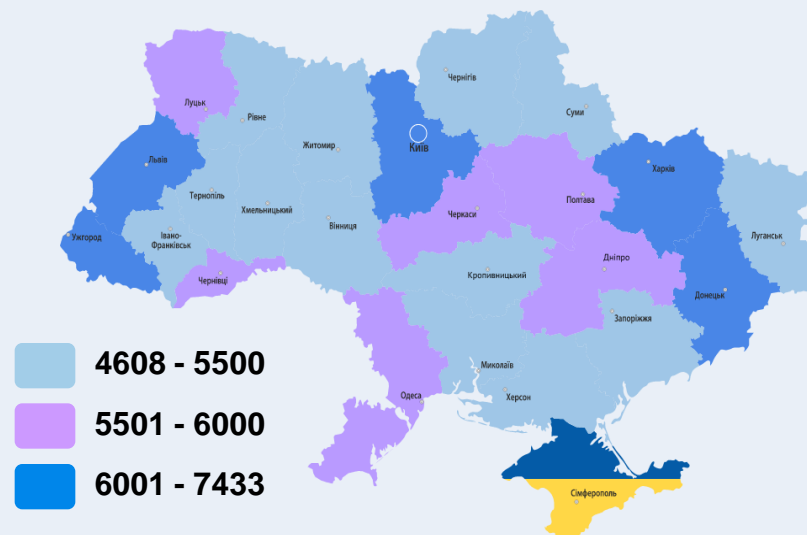 Чернігів
Луцьк
Рівне
Суми
Житомир
Київ
Львів
Харків
Тернопіль
Полтава
Хмельницький
Черкаси
Вінниця
Ужгород
Івано-
Франківськ
Луганськ
Дніпро
Чернівці
Кропивницький
Донецьк
Запоріжжя
4608 - 5500
Миколаїв
Одеса
Херсон
5501 - 6000
6001 - 7433
Сімферополь